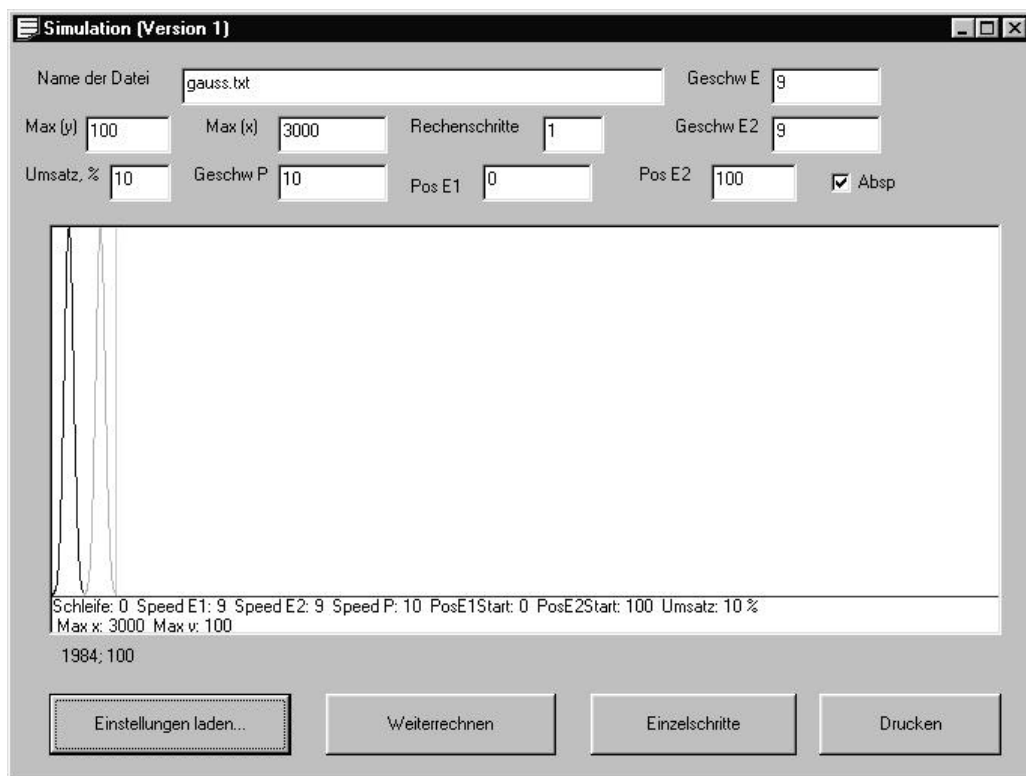 Simulation (Version 1)
Name der Datei gauss.txt Geschw E 9
Max (y) 100 Max (x) 3000 Rechenschritte 1 Geschw E2 9
Umsatz, % 10 Geschw P 10 Pos E1 0 Pos E2 100 Absp
Schleife: 0 Speed E1: 9 Speed E2: 9 Speed P: 10 PosE1Start: 0 PosE2Start: 100 Umsatz: 10 %
Max x: 3000 Max y: 100
1984; 100
Einstellungen laden... Weiterrechnen Einzelschritte Drucken